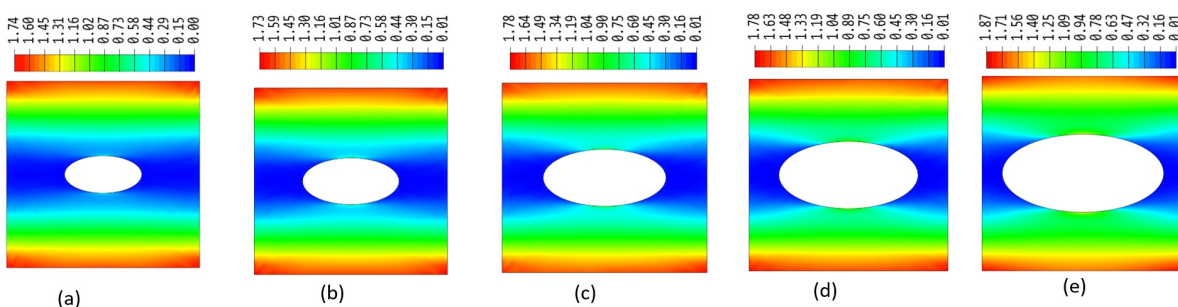 1.74 1.60 1.45 1.31 1.16 1.02 0.87 0.73 0.58 0.44 0.29 0.15 0.00
1.73 1.59 1.45 1.30 1.16 1.01 0.87 0.73 0.58 0.44 0.30 0.15 0.01
1.78 1.64 1.49 1.34 1.19 1.04 0.90 0.75 0.60 0.45 0.30 0.16 0.01
1.78 1.63 1.48 1.33 1.19 1.04 0.89 0.74 0.60 0.45 0.30 0.16 0.01
1.87 1.71 1.56 1.40 1.25 1.09 0.94 0.78 0.63 0.47 0.32 0.16 0.01
(a) (b) (c) (d) (e)